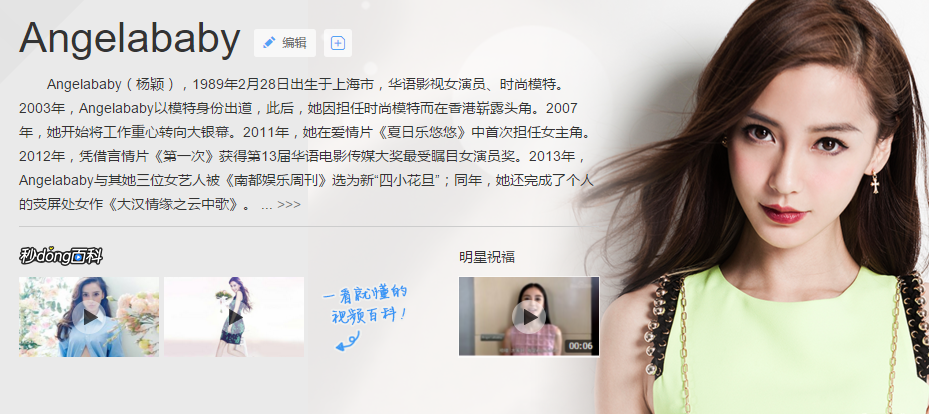 Angelababy 编辑
Angelababy（杨颖），1989年2月28日出生于上海市，华语影视女演员、时尚模特。
2003年，Angelababy以模特身份出道，此后，她因担任时尚模特而在香港崭露头角。2007
年，她开始将工作重心转向大银幕。2011年，她在爱情片《夏日乐悠悠》中首次担任女主角。
2012年，凭借言情片《第一次》获得第13届华语电影传媒大奖最受瞩目女演员奖。2013年，
Angelababy与其她三位女艺人被《南都娱乐周刊》选为新“四小花旦”；同年，她还完成了个人
的荧屏处女作《大汉情缘之云中歌》。 ... >>>
秒dǒng百科
明星祝福
一看就懂的
视频百科！
00:06